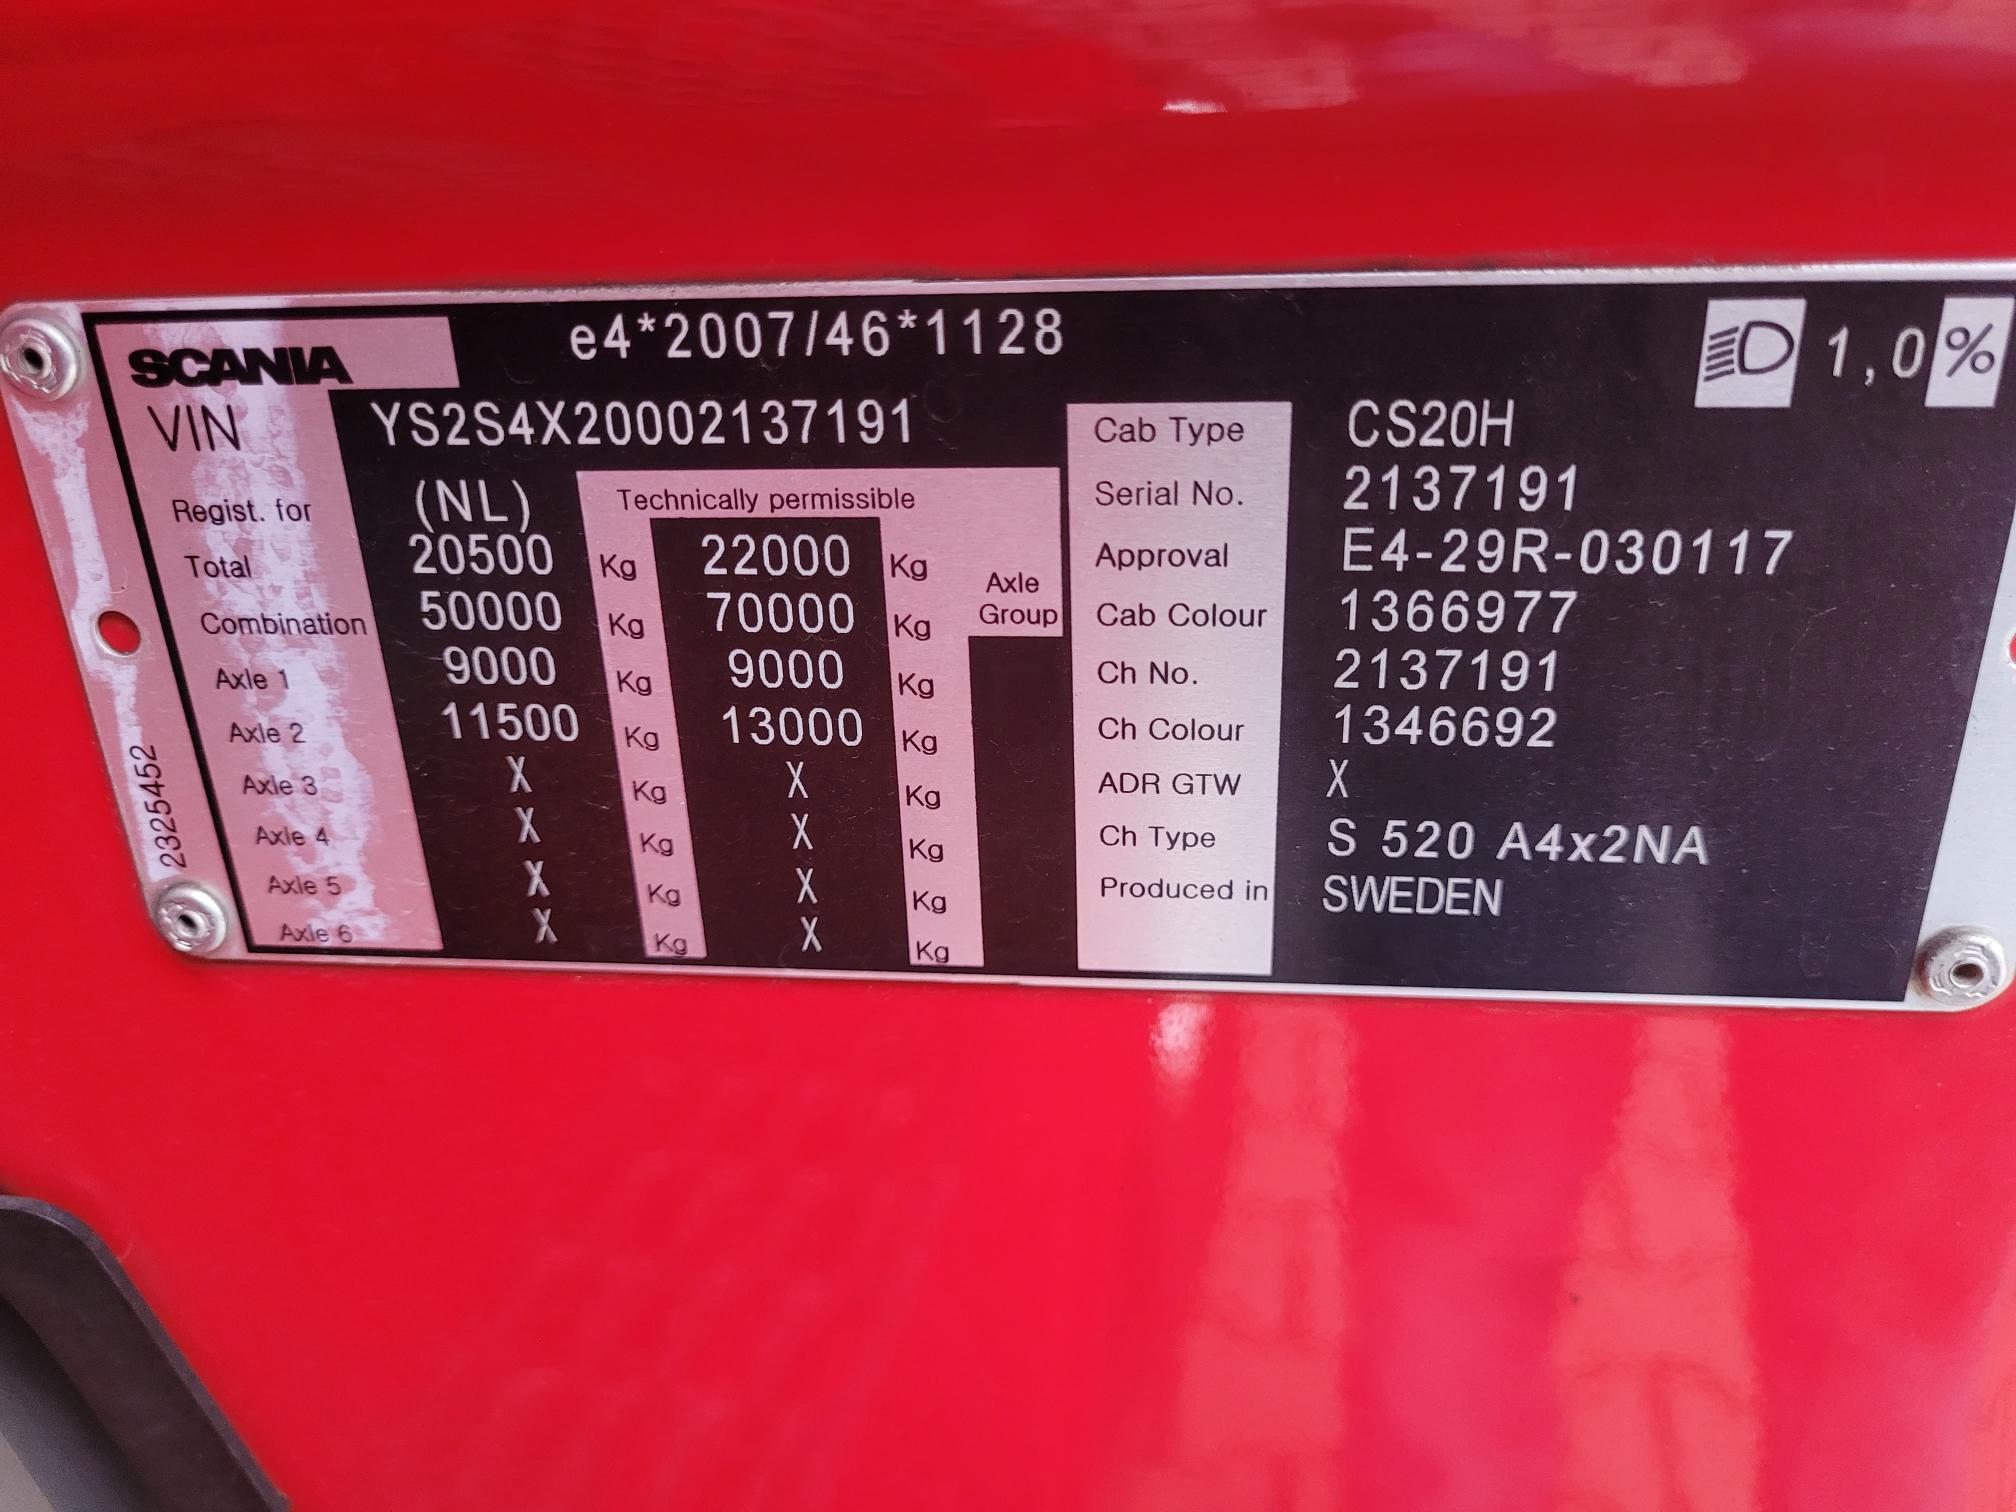 SCANIA e4*2007/46*1128 1,0 %
VIN YS2S4X20002137191
Regist. for (NL) Technically permissible
Total 20500 Kg 22000 Kg
Combination 50000 Kg 70000 Kg Axle Group
Axle 1 9000 Kg 9000 Kg
Axle 2 11500 Kg 13000 Kg
Axle 3 X Kg X Kg
Axle 4 X Kg X Kg
Axle 5 X Kg X Kg
Axle 6 X Kg X Kg
Cab Type CS20H
Serial No. 2137191
Approval E4-29R-030117
Cab Colour 1366977
Ch No. 2137191
Ch Colour 1346692
ADR GTW X
Ch Type S 520 A4x2NA
Produced in SWEDEN
2325452